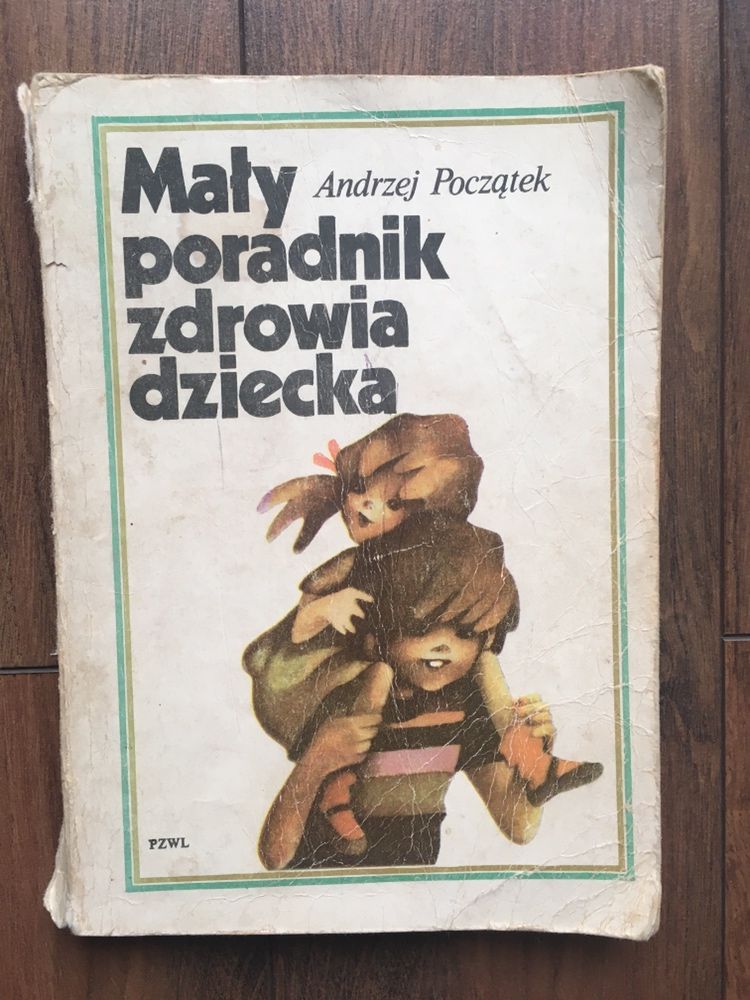 Mały
Andrzej Początek
poradnik
zdrowia
dziecka
PZWL